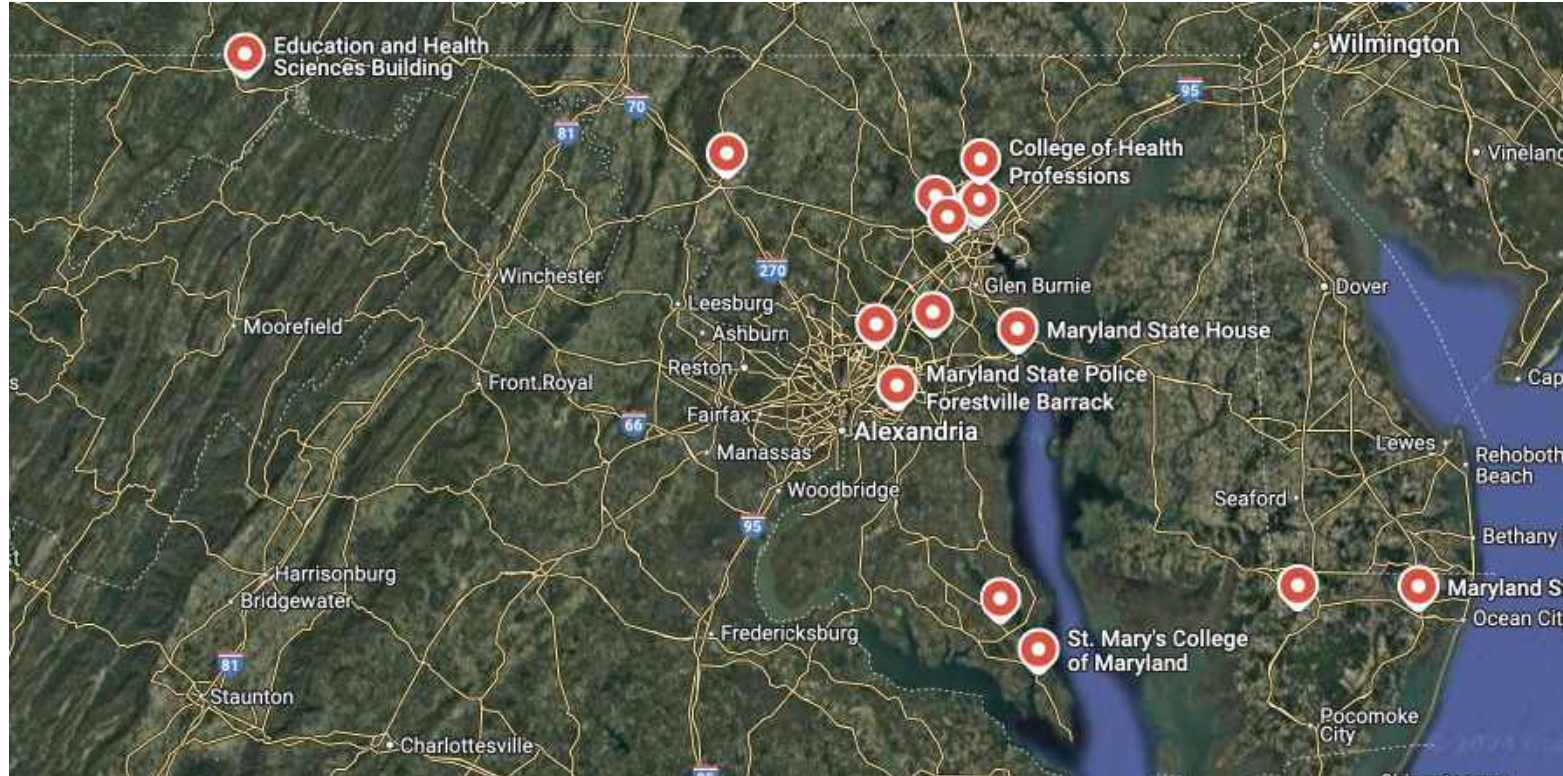 Education and Health
Sciences Building
Wilmington
95
70
81
College of Health
Professions
Vineland
Winchester
270
Glen Burnie
Dover
Leesburg
Moorefield
Ashburn
Maryland State House
Reston
s
Front Royal
Maryland State Police
Forestville Barrack
Cap
Fairfax
66
Alexandria
Lewes
Manassas
Rehoboth
Beach
Woodbridge
Seaford
95
Bethany
t
Harrisonburg
Bridgewater
Maryland S
Ocean Cit
Fredericksburg
St. Mary's College
of Maryland
81
Staunton
Pocomoke
City
Charlottesville